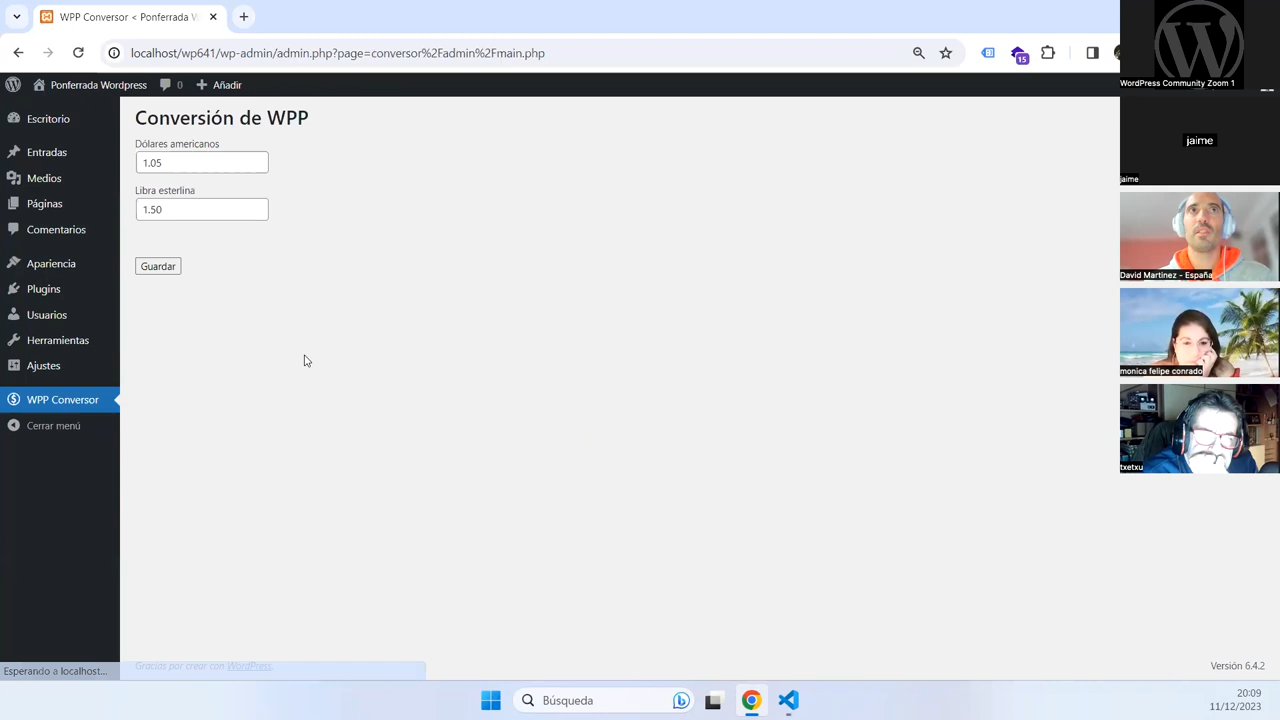 WPP Conversor < Ponferrada W
localhost/wp641/wp-admin/admin.php?page=conversor%2Fadmin%2Fmain.php
15
Ponferrada Wordpress
0
Añadir
Escritorio
Entradas
Medios
Páginas
Comentarios
Apariencia
Plugins
Usuarios
Herramientas
Ajustes
WPP Conversor
Cerrar menú
Conversión de WPP
Dólares americanos
1.05
Libra esterlina
1.50
Guardar
Gracias por crear con WordPress.
Versión 6.4.2
Esperando a localhost...
Búsqueda
20:09
11/12/2023
WordPress Community Zoom 1
jaime
jaime
David Martínez - España
monica felipe conrado
txetxu